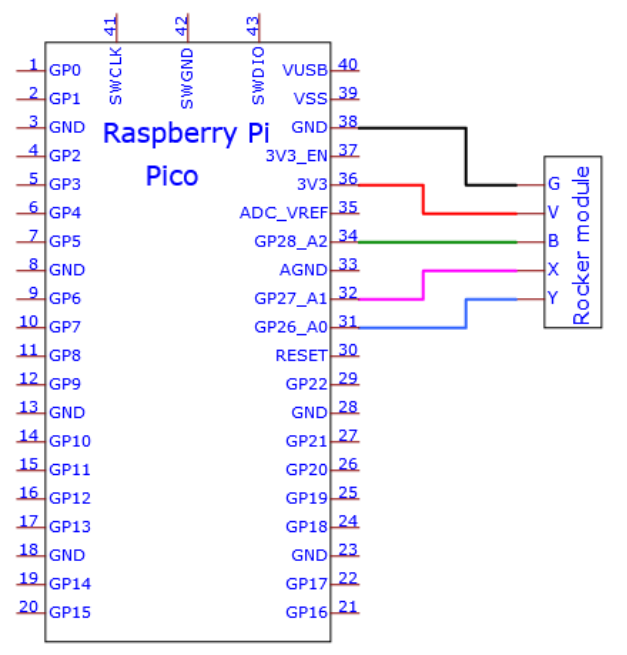 41 42 43
SWCLK SWGND SWDIO
Raspberry Pi
Pico
1 GP0 VUSB 40
2 GP1 VSS 39
3 GND GND 38
4 GP2 3V3_EN 37
5 GP3 3V3 36
6 GP4 ADC_VREF 35
7 GP5 GP28_A2 34
8 GND AGND 33
9 GP6 GP27_A1 32
10 GP7 GP26_A0 31
11 GP8 RESET 30
12 GP9 GP22 29
13 GND GND 28
14 GP10 GP21 27
15 GP11 GP20 26
16 GP12 GP19 25
17 GP13 GP18 24
18 GND GND 23
19 GP14 GP17 22
20 GP15 GP16 21
G
V
B
X
Y
Rocker module